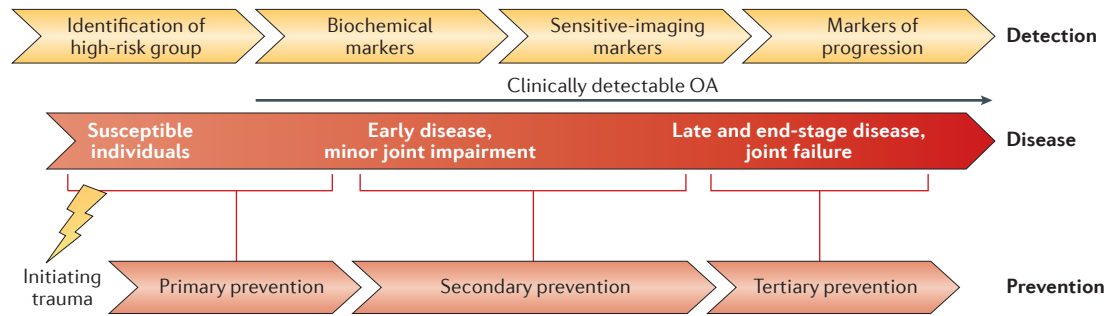 Identification of
high-risk group
Biochemical
markers
Sensitive-imaging
markers
Markers of
progression
Detection
Clinically detectable OA
Susceptible
individuals
Early disease,
minor joint impairment
Late and end-stage disease,
joint failure
Disease
Initiating
trauma
Primary prevention
Secondary prevention
Tertiary prevention
Prevention